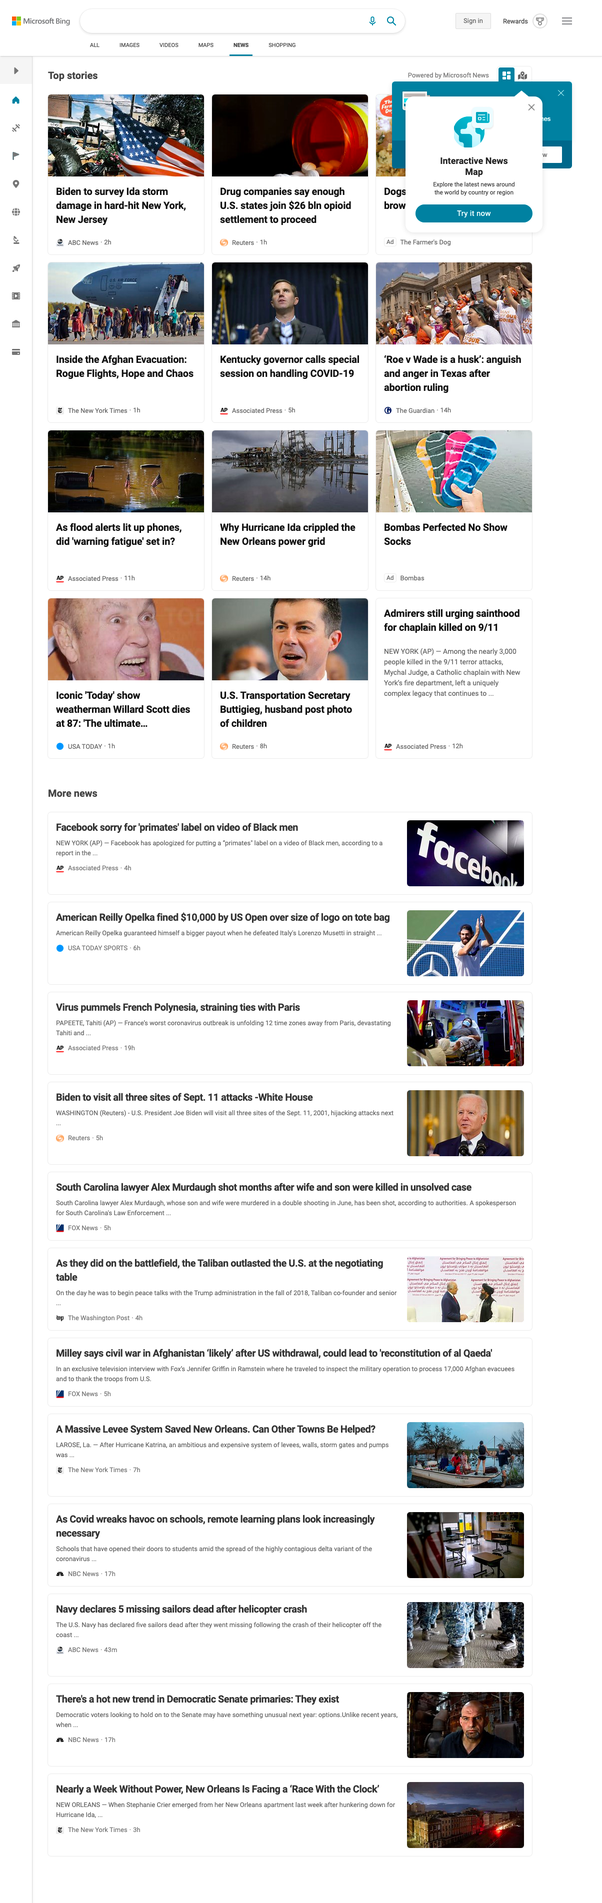 Microsoft Bing
Sign in
Rewards
ALL
IMAGES
VIDEOS
MAPS
NEWS
SHOPPING
Top stories
Powered by Microsoft News
Interactive News
Map
Explore the latest news around
the world by country or region
Try it now
Biden to survey Ida storm
damage in hard-hit New York,
New Jersey
ABC News · 2h
Drug companies say enough
U.S. states join $26 bln opioid
settlement to proceed
Reuters · 1h
Dogs
brow
Ad The Farmer's Dog
Inside the Afghan Evacuation:
Rogue Flights, Hope and Chaos
The New York Times · 1h
Kentucky governor calls special
session on handling COVID-19
AP Associated Press · 5h
‘Roe v Wade is a husk’: anguish
and anger in Texas after
abortion ruling
The Guardian · 14h
As flood alerts lit up phones,
did 'warning fatigue' set in?
AP Associated Press · 11h
Why Hurricane Ida crippled the
New Orleans power grid
Reuters · 14h
Bombas Perfected No Show
Socks
Ad Bombas
Iconic 'Today' show
weatherman Willard Scott dies
at 87: 'The ultimate...
USA TODAY · 1h
U.S. Transportation Secretary
Buttigieg, husband post photo
of children
Reuters · 8h
Admirers still urging sainthood
for chaplain killed on 9/11
NEW YORK (AP) — Among the nearly 3,000
people killed in the 9/11 terror attacks,
Mychal Judge, a Catholic chaplain with New
York's fire department, left a uniquely
complex legacy that continues to ...
AP Associated Press · 12h
More news
Facebook sorry for 'primates' label on video of Black men
NEW YORK (AP) — Facebook has apologized for putting a "primates" label on a video of Black men, according to a
report in the ...
AP Associated Press · 4h
facebook
American Reilly Opelka fined $10,000 by US Open over size of logo on tote bag
American Reilly Opelka guaranteed himself a bigger payout when he defeated Italy's Lorenzo Musetti in straight ...
USA TODAY SPORTS · 6h
Virus pummels French Polynesia, straining ties with Paris
PAPEETE, Tahiti (AP) — France's worst coronavirus outbreak is unfolding 12 time zones away from Paris, devastating
Tahiti and ...
AP Associated Press · 19h
Biden to visit all three sites of Sept. 11 attacks -White House
WASHINGTON (Reuters) - U.S. President Joe Biden will visit all three sites of the Sept. 11, 2001, hijacking attacks next
...
Reuters · 5h
South Carolina lawyer Alex Murdaugh shot months after wife and son were killed in unsolved case
South Carolina lawyer Alex Murdaugh, whose son and wife were murdered in a double shooting in June, has been shot, according to authorities. A spokesperson
for South Carolina's Law Enforcement ...
FOX News · 5h
As they did on the battlefield, the Taliban outlasted the U.S. at the negotiating
table
On the day he was to begin peace talks with the Trump administration in the fall of 2018, Taliban co-founder and senior
...
wp The Washington Post · 4h
Milley says civil war in Afghanistan 'likely' after US withdrawal, could lead to 'reconstitution of al Qaeda'
In an exclusive television interview with Fox's Jennifer Griffin in Ramstein where he traveled to inspect the military operation to process 17,000 Afghan evacuees
and to thank the troops from U.S.
FOX News · 5h
A Massive Levee System Saved New Orleans. Can Other Towns Be Helped?
LAROSE, La. — After Hurricane Katrina, an ambitious and expensive system of levees, walls, storm gates and pumps
was ...
The New York Times · 7h
As Covid wreaks havoc on schools, remote learning plans look increasingly
necessary
Schools that have opened their doors to students amid the spread of the highly contagious delta variant of the
coronavirus ...
NBC News · 17h
Navy declares 5 missing sailors dead after helicopter crash
The U.S. Navy has declared five sailors dead after they went missing following the crash of their helicopter off the
coast ...
ABC News · 43m
There's a hot new trend in Democratic Senate primaries: They exist
Democratic voters looking to hold on to the Senate may have something unusual next year: options.Unlike recent years,
when ...
NBC News · 17h
Nearly a Week Without Power, New Orleans Is Facing a ‘Race With the Clock’
NEW ORLEANS — When Stephanie Crier emerged from her New Orleans apartment last week after hunkering down for
Hurricane Ida, ...
The New York Times · 3h